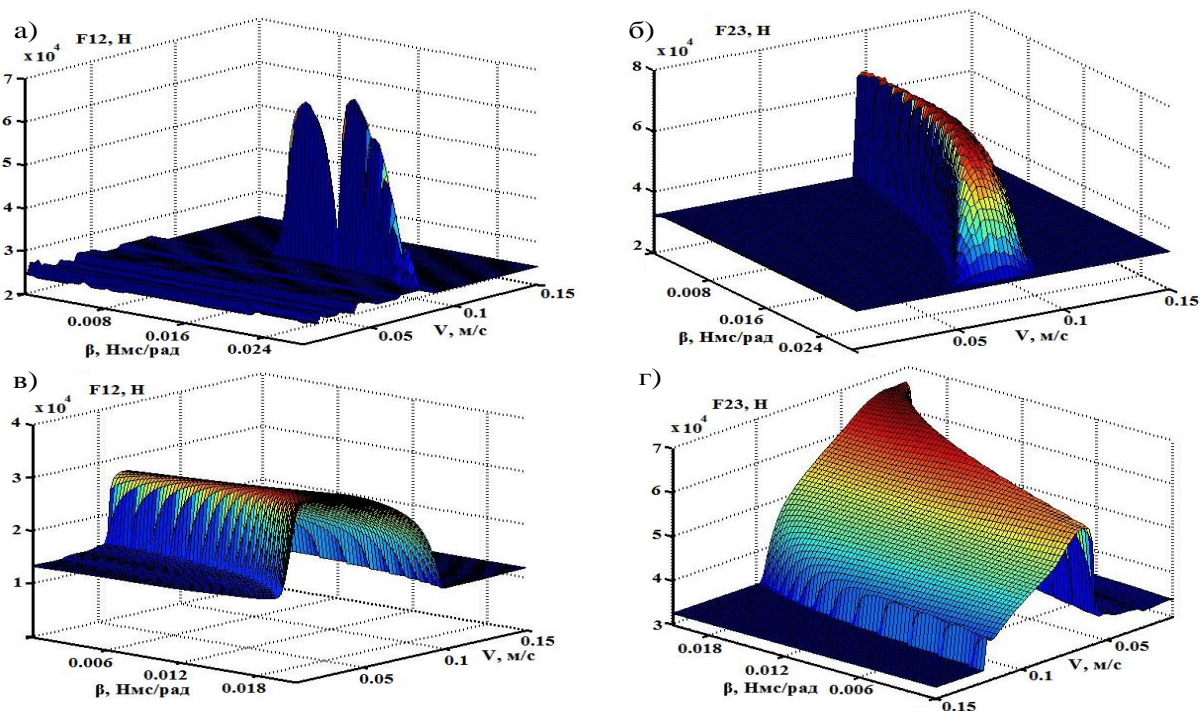 а)
F12, Н
x 10⁴
7
6
5
4
3
2
0.008
0.016
0.024
β, Нмс/рад
0.05
0.1
0.15
V, м/с
б)
F23, Н
x 10⁴
8
6
4
2
0.008
0.016
0.024
β, Нмс/рад
0.05
0.1
0.15
V, м/с
в)
F12, Н
x 10⁴
4
3
2
1
0.006
0.012
0.018
β, Нмс/рад
0.05
0.1
0.15
V, м/с
г)
F23, Н
x 10⁴
7
6
5
4
3
0.018
0.012
0.006
β, Нмс/рад
0.15
0.1
0.05
V, м/с